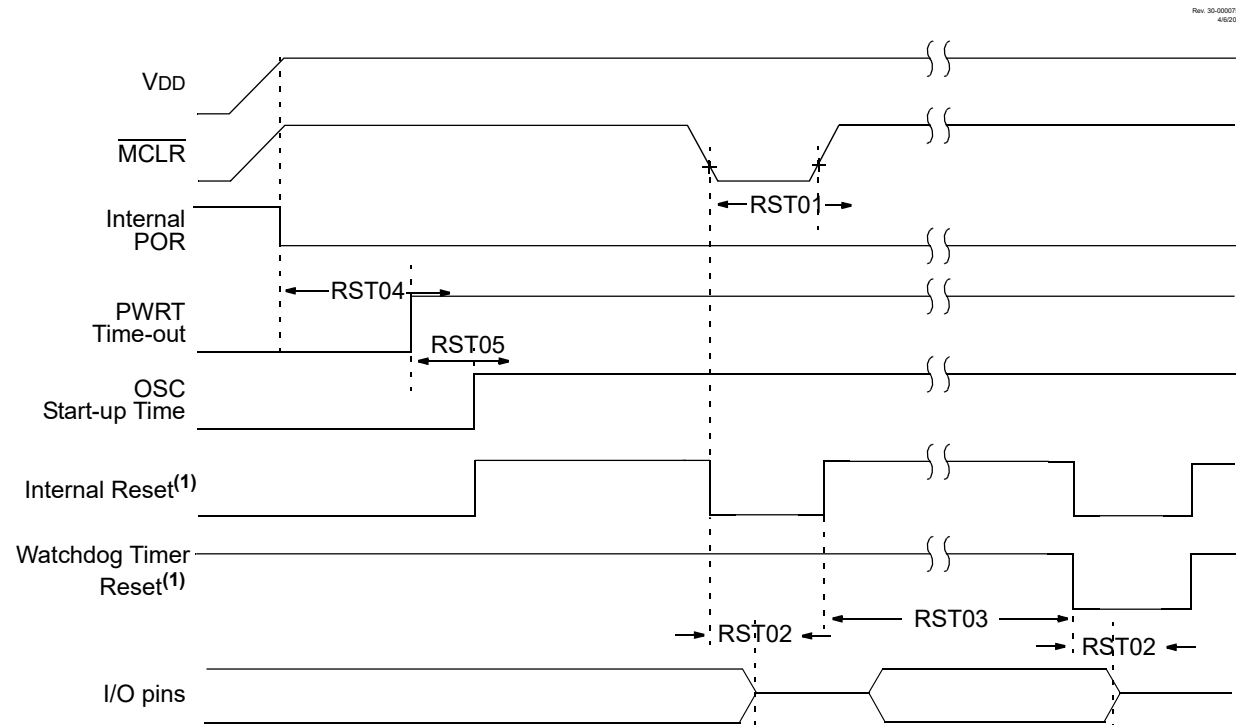 Rev. 30-00007
4/6/20
VDD
MCLR
RST01
Internal
POR
RST04
PWRT
Time-out
RST05
OSC
Start-up Time
Internal Reset(1)
Watchdog Timer
Reset(1)
RST03
RST02
RST02
I/O pins